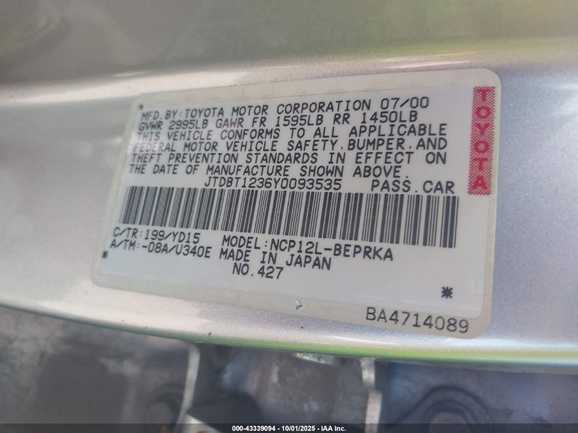 MFD.BY:TOYOTA MOTOR CORPORATION 07/00
GVWR 2995LB GAWR FR 1595LB RR 1450LB
THIS VEHICLE CONFORMS TO ALL APPLICABLE
FEDERAL MOTOR VEHICLE SAFETY.BUMPER.AND
THEFT PREVENTION STANDARDS IN EFFECT ON
THE DATE OF MANUFACTURE SHOWN ABOVE.
JTDBT1236Y0093535 PASS.CAR
TOYOTA
C/TR:199/YD15 MODEL:NCP12L-BEPRKA
A/TM:-08A/U340E MADE IN JAPAN
NO.427
*
BA4714089
000-43339094 - 10/01/2025 - IAA, Inc.